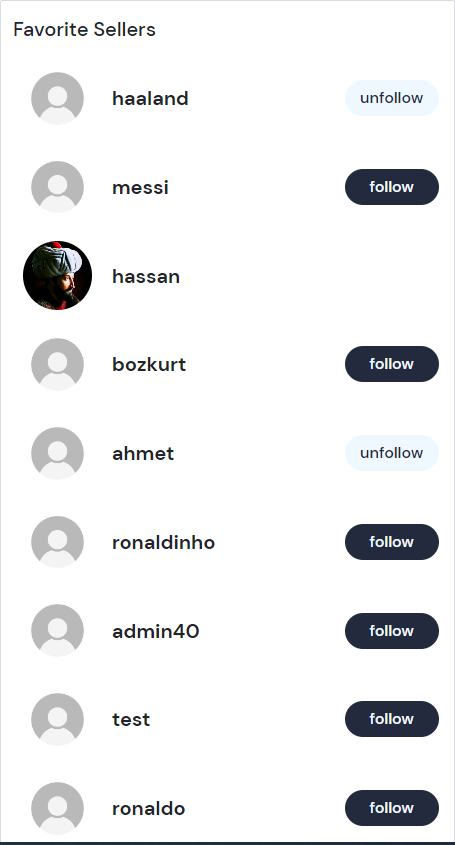 Favorite Sellers
haaland unfollow
messi follow
hassan
bozkurt follow
ahmet unfollow
ronaldinho follow
admin40 follow
test follow
ronaldo follow